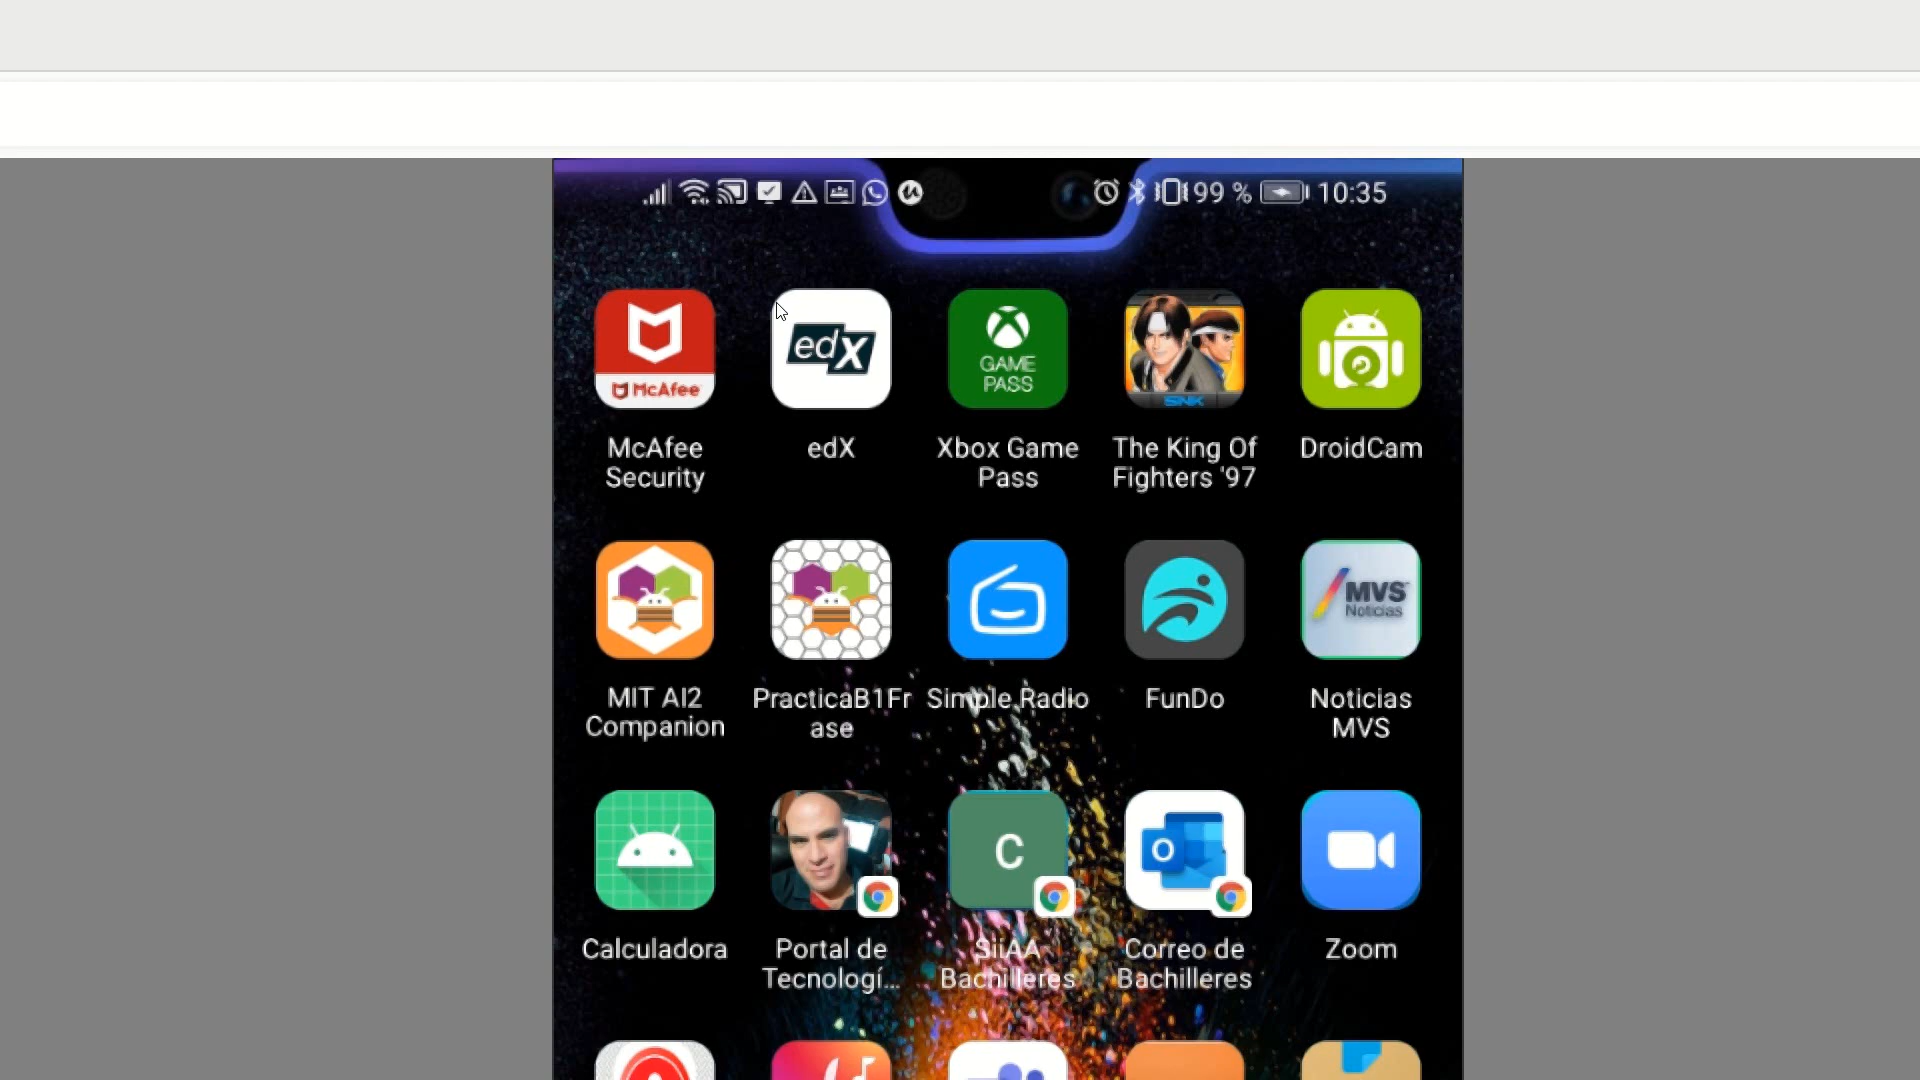 99 % 10:35
McAfee
edX
GAME
PASS
SNK
McAfee
Security
edX
Xbox Game
Pass
The King Of
Fighters '97
DroidCam
MVS
Noticias
MIT AI2
Companion
PracticaB1Fr
ase
Simple Radio
FunDo
Noticias
MVS
C
O
Calculadora
Portal de
Tecnologí...
SiiAA
Bachilleres
Correo de
Bachilleres
Zoom